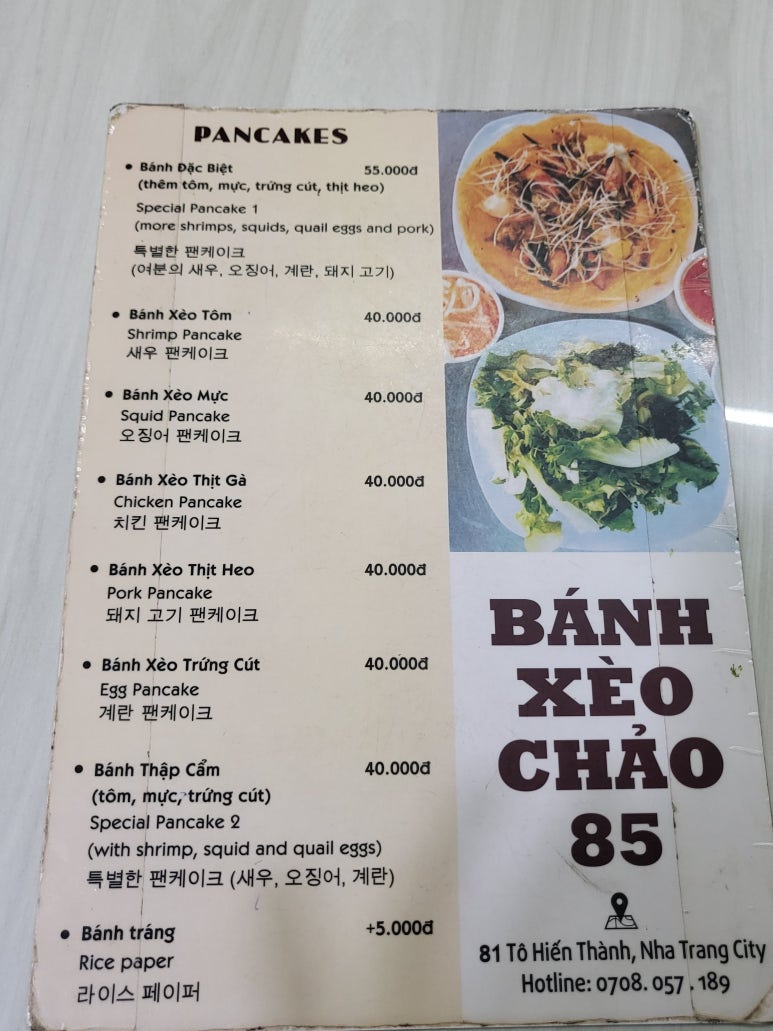 PANCAKES
• Bánh Đặc Biệt 55.000đ
(thêm tôm, mực, trứng cút, thịt heo)
Special Pancake 1
(more shrimps, squids, quail eggs and pork)
특별한 팬케이크
(여분의 새우, 오징어, 계란, 돼지 고기)
• Bánh Xèo Tôm 40.000đ
Shrimp Pancake
새우 팬케이크
• Bánh Xèo Mực 40.000đ
Squid Pancake
오징어 팬케이크
• Bánh Xèo Thịt Gà 40.000đ
Chicken Pancake
치킨 팬케이크
• Bánh Xèo Thịt Heo 40.000đ
Pork Pancake
돼지 고기 팬케이크
• Bánh Xèo Trứng Cút 40.000đ
Egg Pancake
계란 팬케이크
• Bánh Thập Cẩm 40.000đ
(tôm, mực, trứng cút)
Special Pancake 2
(with shrimp, squid and quail eggs)
특별한 팬케이크 (새우, 오징어, 계란)
• Bánh tráng +5.000đ
Rice paper
라이스 페이퍼
BÁNH
XÈO
CHẢO
85
81 Tô Hiến Thành, Nha Trang City
Hotline: 0708. 057 . 189